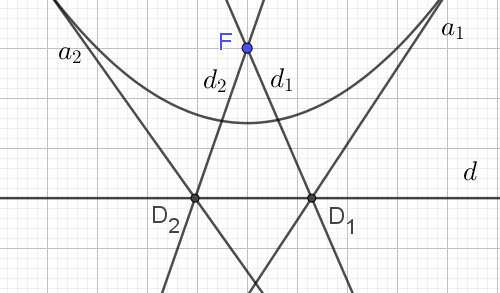 F
a₂
a₁
d₂
d₁
d
D₂
D₁